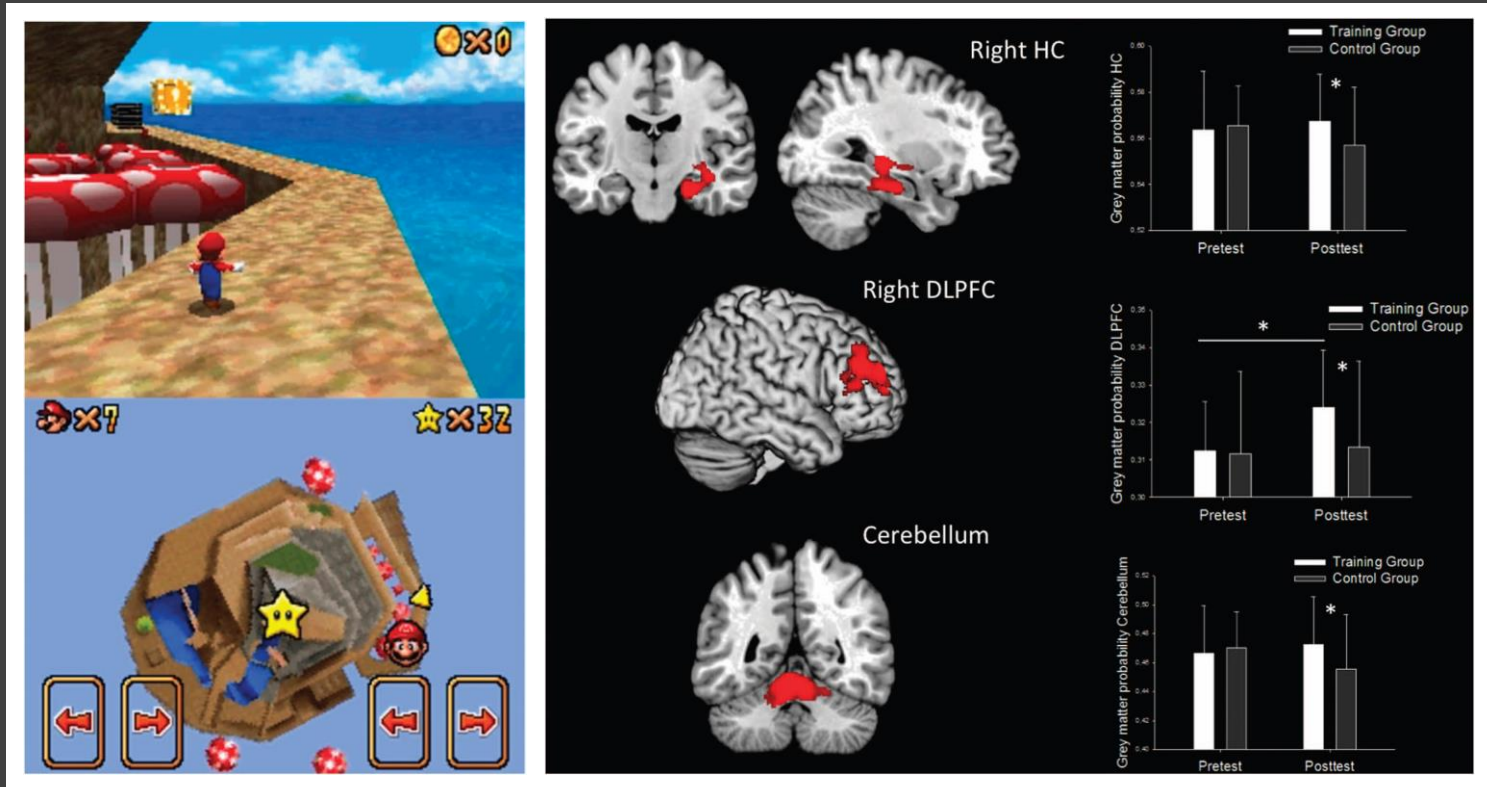 ×0
×7
×32
Right HC
Training Group
Control Group
Grey matter probability HC
0.60
0.58
*
0.56
0.54
0.52
Pretest Posttest
Right DLPFC
Training Group
Control Group
Grey matter probability DLPFC
0.35
0.34
*
0.33
*
0.32
0.31
0.30
Pretest Posttest
Cerebellum
Training Group
Control Group
Grey matter probability Cerebellum
0.52
0.50
*
0.48
0.46
0.44
0.42
0.40
Pretest Posttest